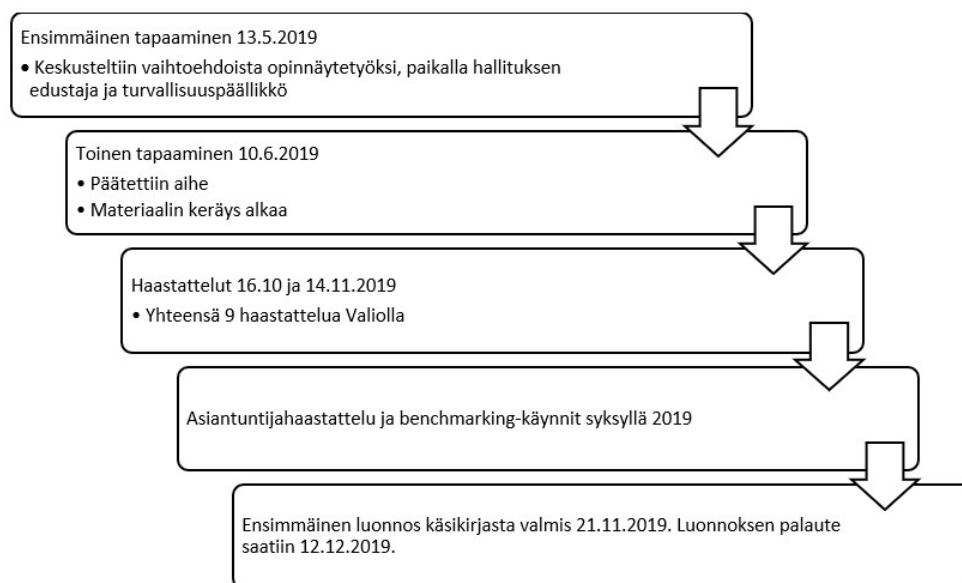 Ensimmäinen tapaaminen 13.5.2019
• Keskusteltiin vaihtoehdoista opinnäytetyöksi, paikalla hallituksen
edustaja ja turvallisuuspäällikkö
Toinen tapaaminen 10.6.2019
• Päätettiin aihe
• Materiaalin keräys alkaa
Haastattelut 16.10 ja 14.11.2019
• Yhteensä 9 haastattelua Valiolla
Asiantuntijahaastattelu ja benchmarking-käynnit syksyllä 2019
Ensimmäinen luonnos käsikirjasta valmis 21.11.2019. Luonnoksen palaute
saatiin 12.12.2019.